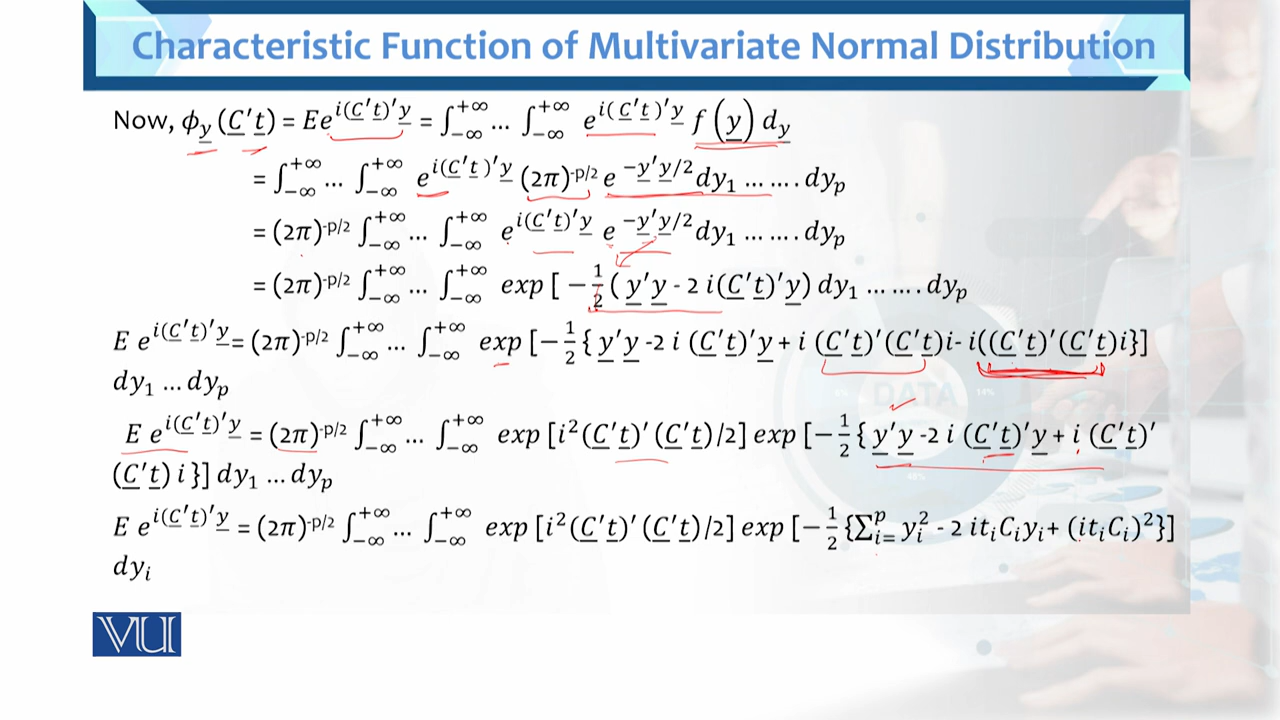 Characteristic Function of Multivariate Normal Distribution
Now, ϕ_y (C′t) = Ee^{i(C′t)′y} = ∫_{−∞}^{+∞} … ∫_{−∞}^{+∞} e^{i(C′t)′y} f(y) d_y
= ∫_{−∞}^{+∞} … ∫_{−∞}^{+∞} e^{i(C′t)′y} (2π)^{-p/2} e^{−y′y/2} dy_1 … … . dy_p
= (2π)^{-p/2} ∫_{−∞}^{+∞} … ∫_{−∞}^{+∞} e^{i(C′t)′y} e^{−y′y/2} dy_1 … … . dy_p
= (2π)^{-p/2} ∫_{−∞}^{+∞} … ∫_{−∞}^{+∞} exp [ −1/2 ( y′y - 2 i(C′t)′y) dy_1 … … . dy_p
E e^{i(C′t)′y} = (2π)^{-p/2} ∫_{−∞}^{+∞} … ∫_{−∞}^{+∞} exp [−1/2 { y′y -2 i (C′t)′y + i (C′t)′(C′t)i- i((C′t)′(C′t)i}]
dy_1 … dy_p
E e^{i(C′t)′y} = (2π)^{-p/2} ∫_{−∞}^{+∞} … ∫_{−∞}^{+∞} exp [i²(C′t)′ (C′t)/2] exp [−1/2 { y′y -2 i (C′t)′y + i (C′t)′
(C′t) i }] dy_1 … dy_p
E e^{i(C′t)′y} = (2π)^{-p/2} ∫_{−∞}^{+∞} … ∫_{−∞}^{+∞} exp [i²(C′t)′ (C′t)/2] exp [−1/2 {∑_{i=}^{p} y_i² - 2 it_iC_iy_i + (it_iC_i)²}]
dy_i
DATA
14%
VU